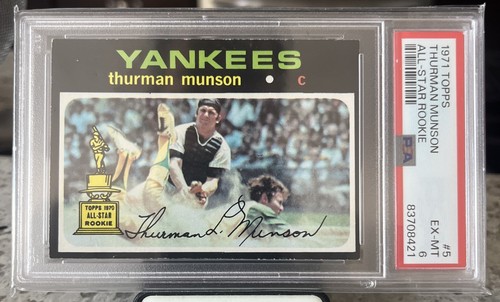 YANKEES
thurman munson c
TOPPS 1970
ALL-STAR
ROOKIE
Thurman L Munson
1971 TOPPS #5
THURMAN MUNSON EX-MT
ALL-STAR ROOKIE 6
PSA 83708421